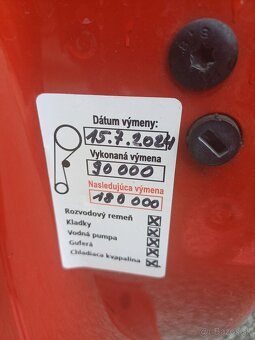 Dátum výmeny:
15.7.2024
Vykonaná výmena
90 000
Nasledujúca výmena
180 000
Rozvodový remeň
Kladky
Vodná pumpa
Guferá
Chladiaca kvapalina